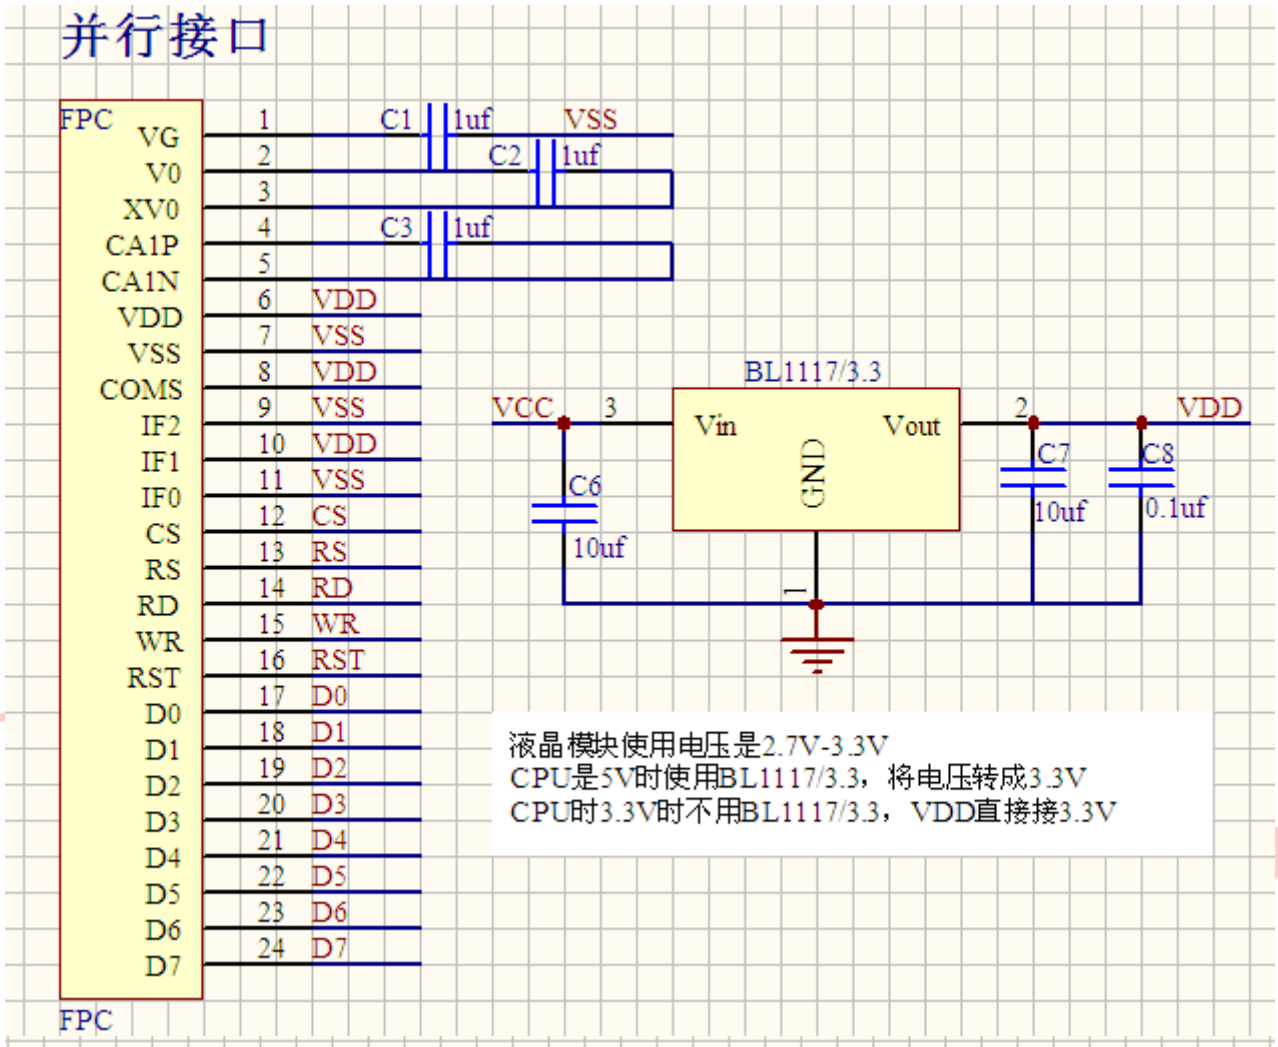 并行接口
FPC
VG 1 C1 1uf VSS
V0 2 C2 1uf
XV0 3
CA1P 4 C3 1uf
CA1N 5
VDD 6 VDD
VSS 7 VSS
COMS 8 VDD
IF2 9 VSS
IF1 10 VDD
IF0 11 VSS
CS 12 CS
RS 13 RS
RD 14 RD
WR 15 WR
RST 16 RST
D0 17 D0
D1 18 D1
D2 19 D2
D3 20 D3
D4 21 D4
D5 22 D5
D6 23 D6
D7 24 D7
FPC
BL1117/3.3
VCC 3 Vin Vout 2 VDD
GND
C6
10uf
C7
10uf
C8
0.1uf
1
液晶模块使用电压是2.7V-3.3V
CPU是5V时使用BL1117/3.3，将电压转成3.3V
CPU时3.3V时不用BL1117/3.3，VDD直接接3.3V